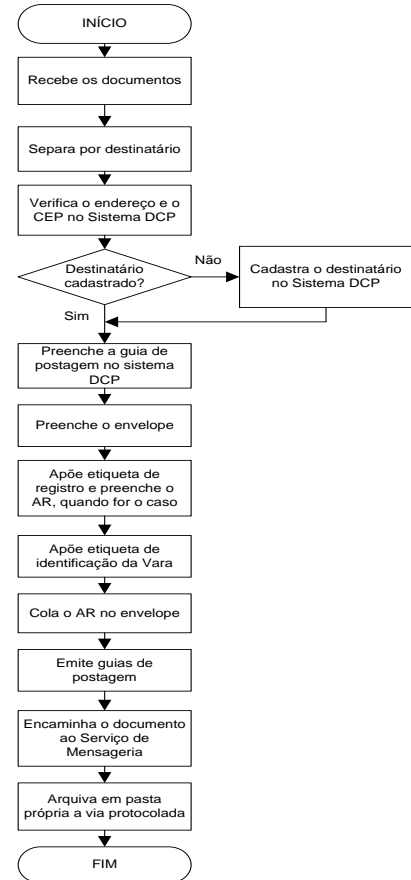 INÍCIO
Recebe os documentos
Separa por destinatário
Verifica o endereço e o
CEP no Sistema DCP
Destinatário
cadastrado?
Não
Cadastra o destinatário
no Sistema DCP
Sim
Preenche a guia de
postagem no sistema
DCP
Preenche o envelope
Apõe etiqueta de
registro e preenche o
AR, quando for o caso
Apõe etiqueta de
identificação da Vara
Cola o AR no envelope
Emite guias de
postagem
Encaminha o documento
ao Serviço de
Mensageria
Arquiva em pasta
própria a via protocolada
FIM